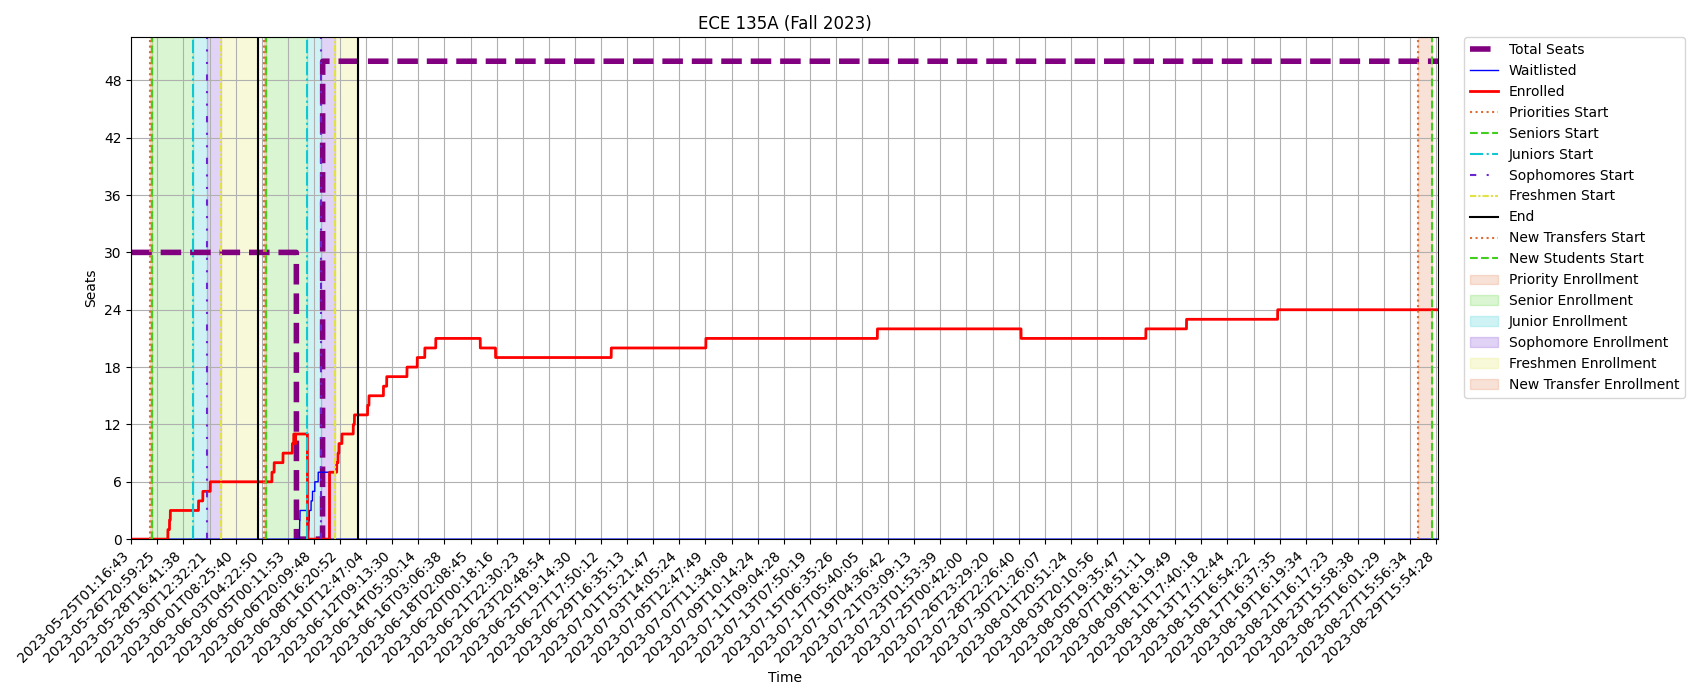 ECE 135A (Fall 2023)
Seats
48
42
36
30
24
18
12
6
0
2023-05-25T01:16:43
2023-05-26T20:59:25
2023-05-28T16:41:38
2023-05-30T12:32:21
2023-06-01T08:25:40
2023-06-03T04:22:50
2023-06-05T00:11:53
2023-06-06T20:09:48
2023-06-08T16:20:52
2023-06-10T12:47:04
2023-06-12T09:13:30
2023-06-14T05:30:14
2023-06-16T03:06:38
2023-06-18T02:08:45
2023-06-20T00:18:16
2023-06-21T22:30:23
2023-06-23T20:48:54
2023-06-25T19:14:30
2023-06-27T17:50:12
2023-06-29T16:35:13
2023-07-01T15:21:47
2023-07-03T14:05:24
2023-07-05T12:47:49
2023-07-07T11:34:08
2023-07-09T10:14:24
2023-07-11T09:04:28
2023-07-13T07:50:19
2023-07-15T06:35:26
2023-07-17T05:40:05
2023-07-19T04:36:42
2023-07-21T03:09:13
2023-07-23T01:53:39
2023-07-25T00:42:00
2023-07-26T23:29:20
2023-07-28T22:26:40
2023-07-30T21:26:07
2023-08-01T20:51:24
2023-08-03T20:10:56
2023-08-05T19:35:47
2023-08-07T18:51:11
2023-08-09T18:19:49
2023-08-11T17:40:18
2023-08-13T17:12:44
2023-08-15T16:54:22
2023-08-17T16:37:35
2023-08-19T16:19:34
2023-08-21T16:17:23
2023-08-23T15:58:38
2023-08-25T16:01:29
2023-08-27T15:56:34
2023-08-29T15:54:28
Time
Total Seats
Waitlisted
Enrolled
Priorities Start
Seniors Start
Juniors Start
Sophomores Start
Freshmen Start
End
New Transfers Start
New Students Start
Priority Enrollment
Senior Enrollment
Junior Enrollment
Sophomore Enrollment
Freshmen Enrollment
New Transfer Enrollment